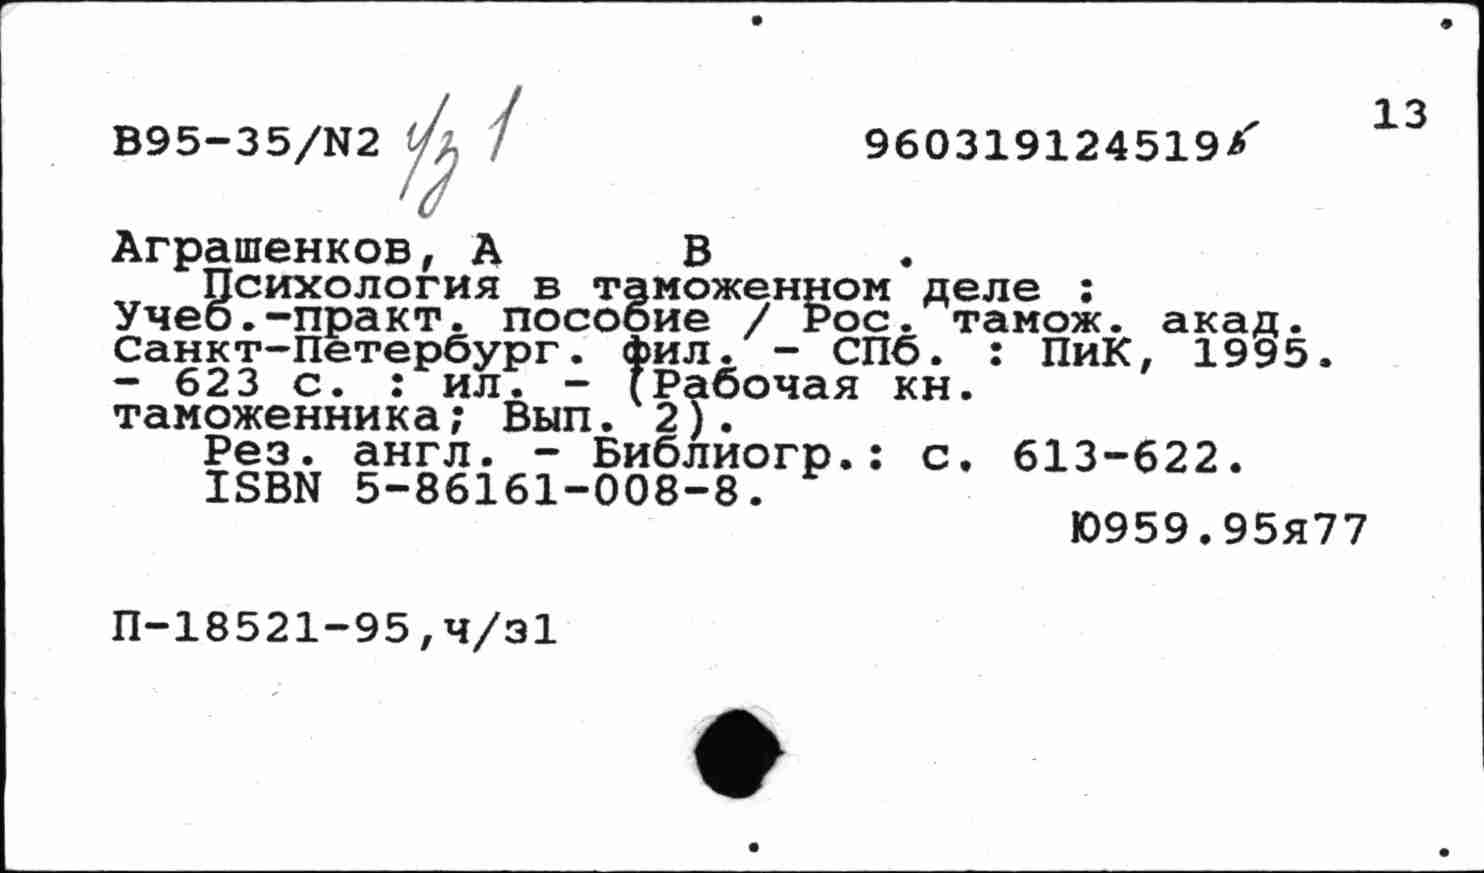 В95-35/N2 ч/з 1 960319124519 13
Аграшенков, А В .
Психология в таможенном деле :
Учеб.-практ. пособие / Рос. тамож. акад.
Санкт-Петербург. фил. - СПб. : ПиК, 1995.
- 623 с. : ил. - (Рабочая кн.
таможенника; Вып. 2).
Рез. англ. - Библиогр.: с. 613-622.
ISBN 5-86161-008-8.
Ю959.95я77
П-18521-95,ч/з1